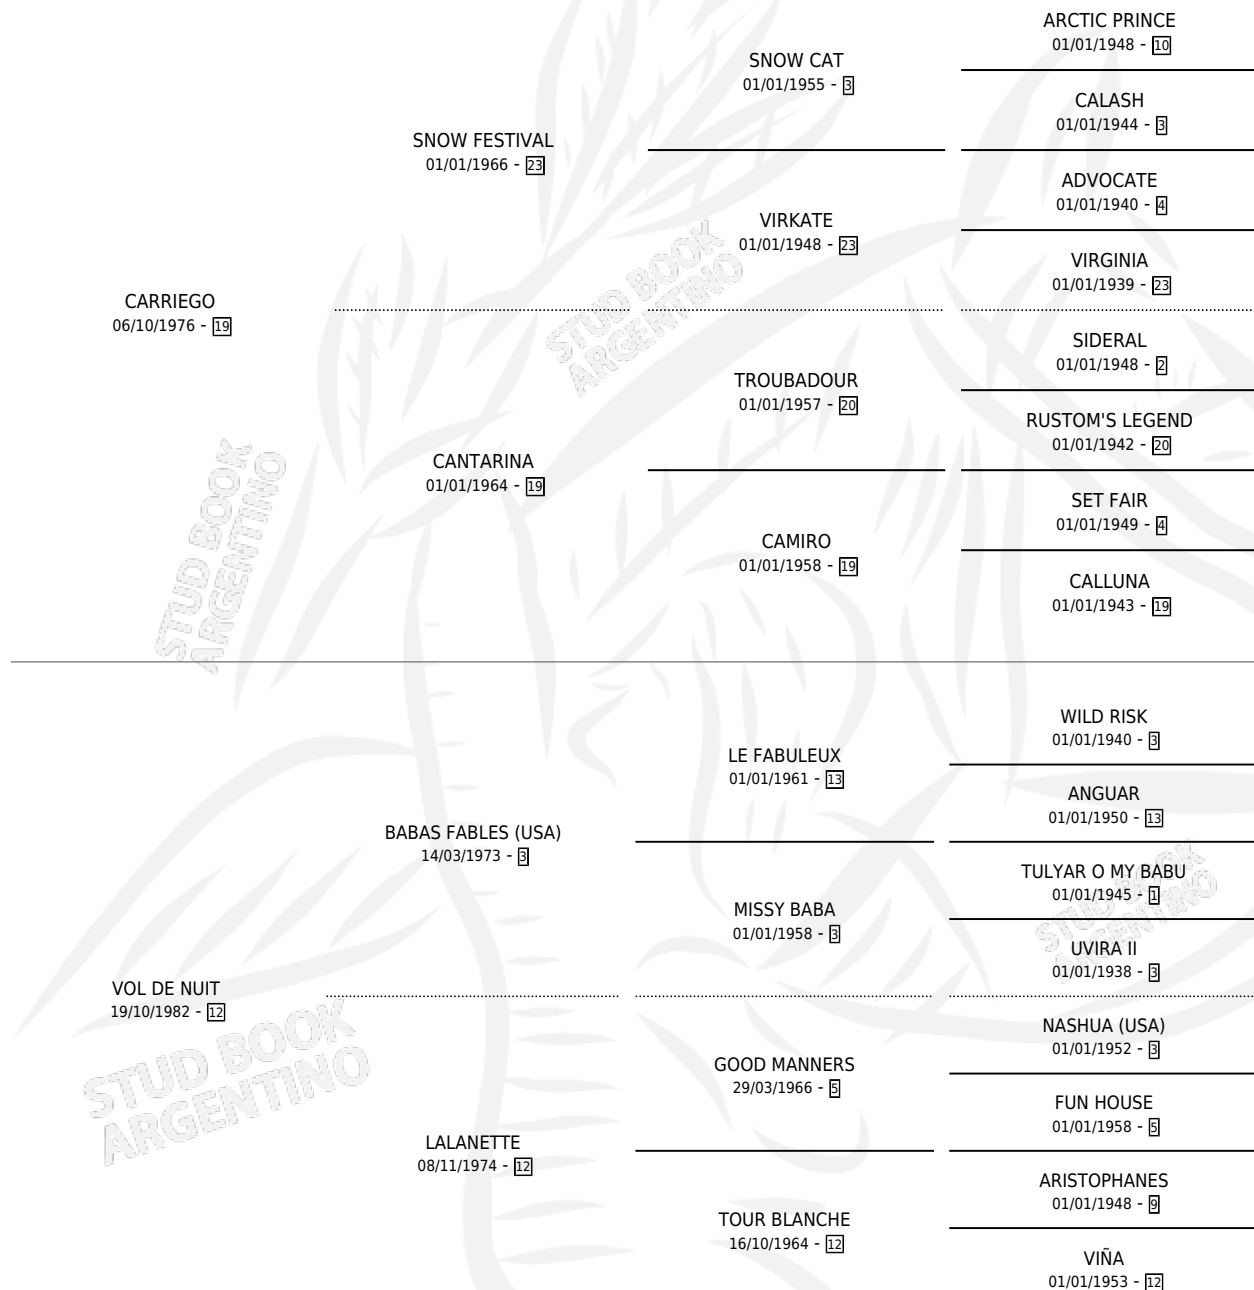 ARCTIC PRINCE
01/01/1948 - 10
SNOW CAT
01/01/1955 - 3
CALASH
01/01/1944 - 3
SNOW FESTIVAL
01/01/1966 - 23
ADVOCATE
01/01/1940 - 4
VIRKATE
01/01/1948 - 23
VIRGINIA
01/01/1939 - 23
CARRIEGO
06/10/1976 - 19
SIDERAL
01/01/1948 - 2
TROUBADOUR
01/01/1957 - 20
RUSTOM'S LEGEND
01/01/1942 - 20
CANTARINA
01/01/1964 - 19
SET FAIR
01/01/1949 - 4
CAMIRO
01/01/1958 - 19
CALLUNA
01/01/1943 - 19
WILD RISK
01/01/1940 - 3
LE FABULEUX
01/01/1961 - 13
ANGUAR
01/01/1950 - 13
BABAS FABLES (USA)
14/03/1973 - 3
TULYAR O MY BABU
01/01/1945 - 1
MISSY BABA
01/01/1958 - 3
UVIRA II
01/01/1938 - 3
VOL DE NUIT
19/10/1982 - 12
NASHUA (USA)
01/01/1952 - 3
GOOD MANNERS
29/03/1966 - 5
FUN HOUSE
01/01/1958 - 5
LALANETTE
08/11/1974 - 12
ARISTOPHANES
01/01/1948 - 9
TOUR BLANCHE
16/10/1964 - 12
VIÑA
01/01/1953 - 12
STUD BOOK
ARGENTINO
STUD BOOK
ARGENTINO
STUD BOOK
ARGENTINO
STUD BOOK
ARGENTINO